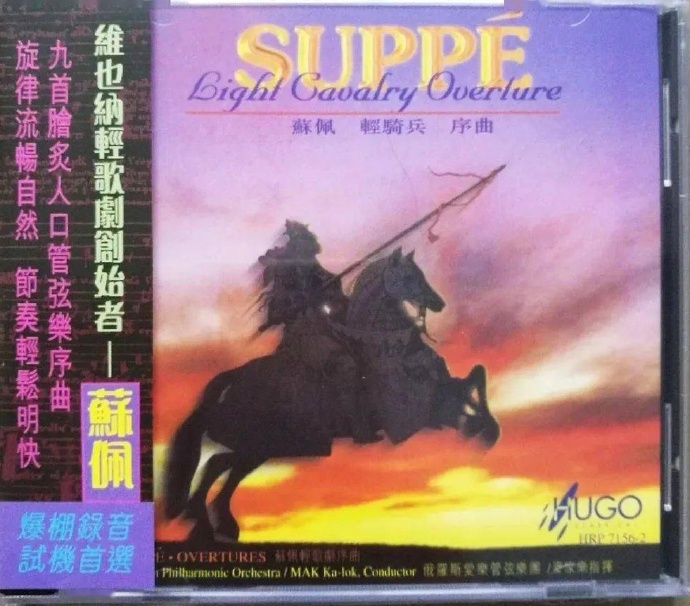 SUPPÉ
Light Cavalry Overture
蘇佩 輕騎兵 序曲
維也納輕歌劇創始者—
蘇佩
九首膾炙人口管弦樂序曲
旋律流暢自然 節奏輕鬆明快
爆棚錄音
試機首選
HUGO
HRP 7156-2
• OVERTURES 蘇佩輕歌劇序曲
Philharmonic Orchestra / MAK Ka-lok, Conductor 俄羅斯愛樂管弦樂團 / 樂指揮